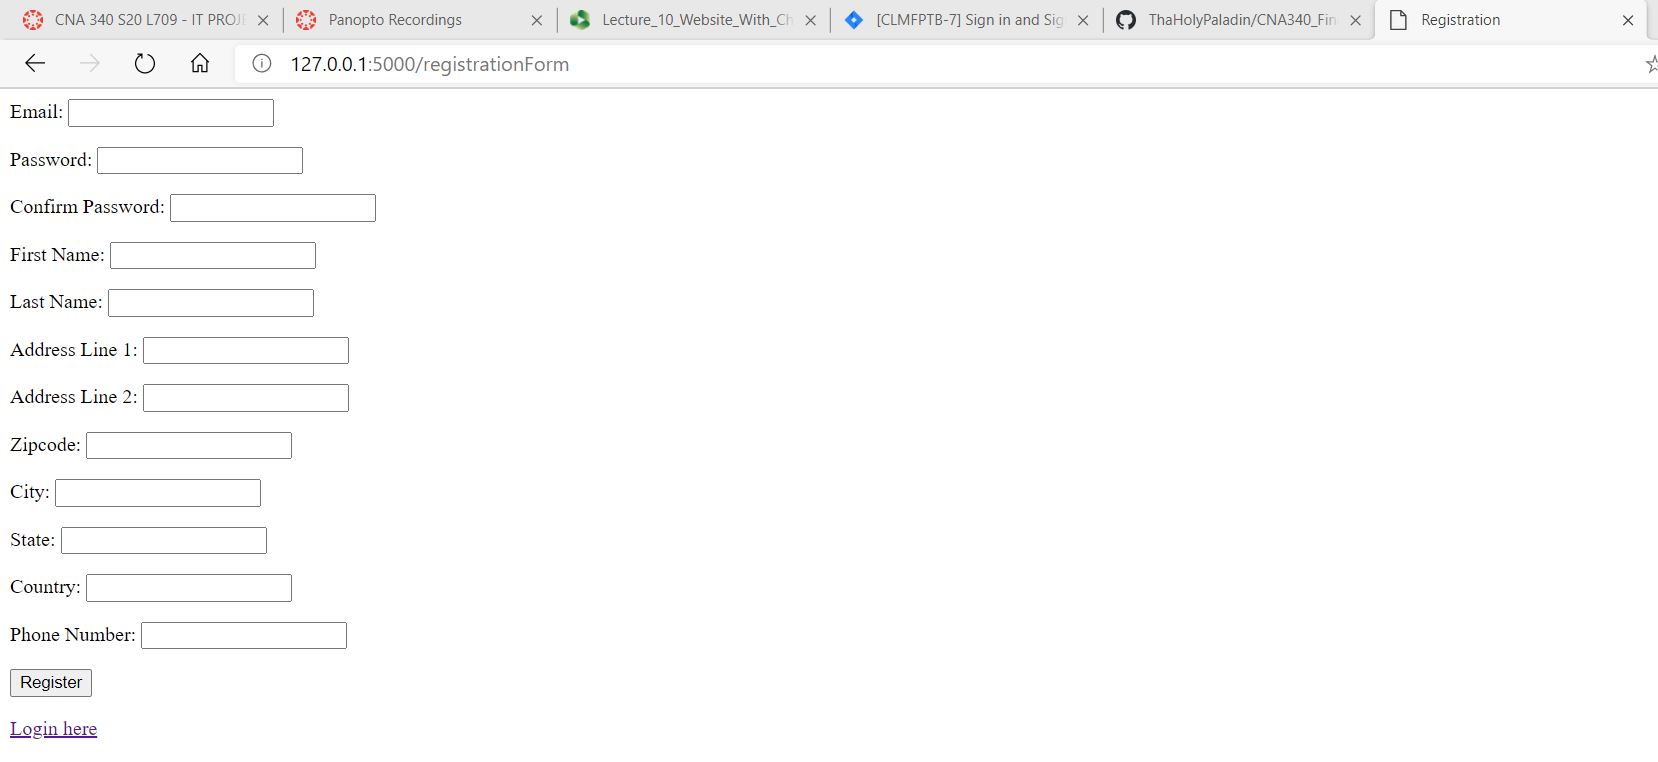 CNA 340 S20 L709 - IT PROJE
Panopto Recordings
Lecture_10_Website_With_Ch
[CLMFPTB-7] Sign in and Sig
ThaHolyPaladin/CNA340_Fin
Registration
127.0.0.1:5000/registrationForm
Email:
Password:
Confirm Password:
First Name:
Last Name:
Address Line 1:
Address Line 2:
Zipcode:
City:
State:
Country:
Phone Number:
Register
Login here